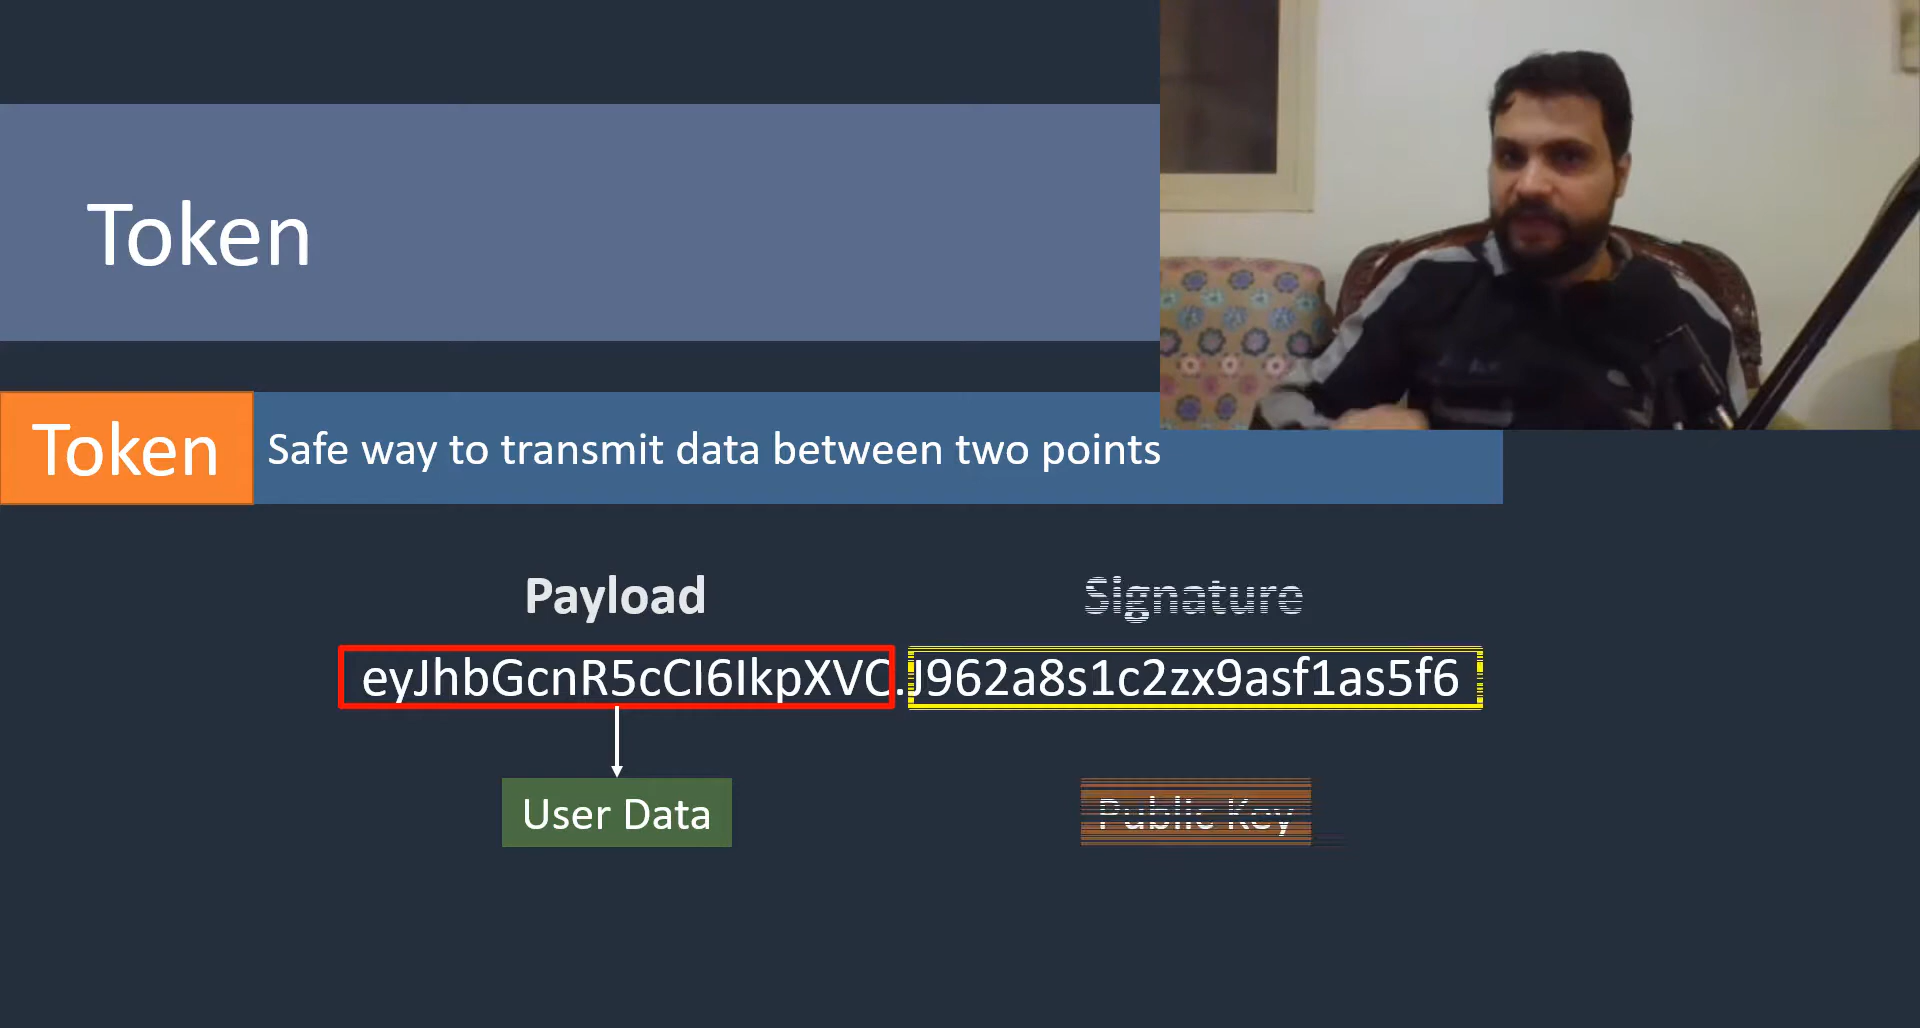 Token
Token
Safe way to transmit data between two points
Payload
Signature
eyJhbGcnR5cCI6IkpXVC.J962a8s1c2zx9asf1as5f6
User Data
Public Key